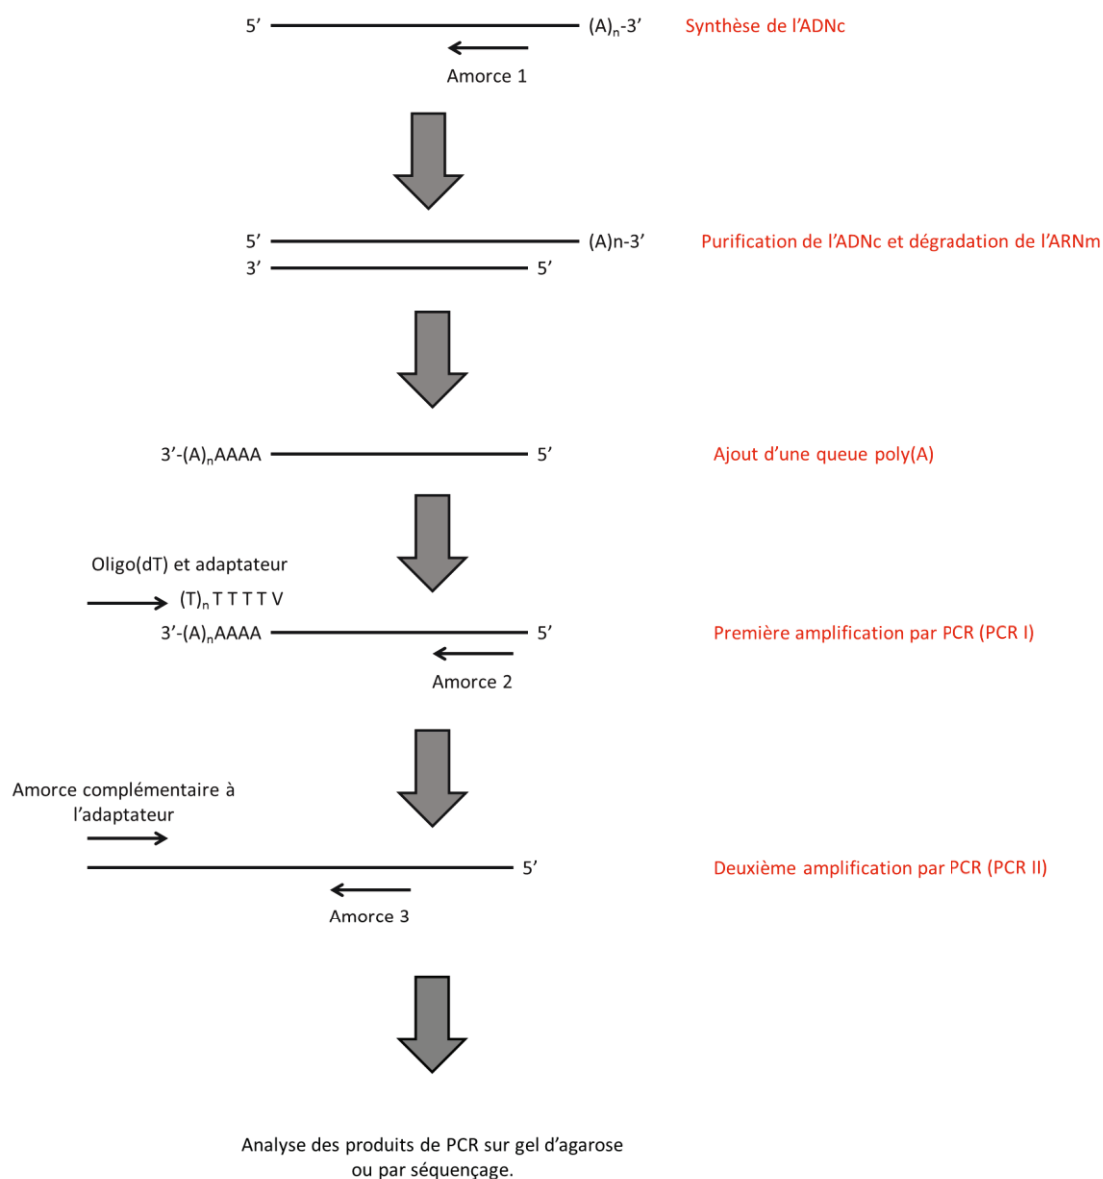 5’ (A)n-3’ Synthèse de l’ADNc
Amorce 1
5’ (A)n-3’ Purification de l’ADNc et dégradation de l’ARNm
3’ 5’
3’-(A)nAAAA 5’ Ajout d’une queue poly(A)
Oligo(dT) et adaptateur
(T)n T T T T V
3’-(A)nAAAA 5’ Première amplification par PCR (PCR I)
Amorce 2
Amorce complémentaire à
l’adaptateur
5’ Deuxième amplification par PCR (PCR II)
Amorce 3
Analyse des produits de PCR sur gel d’agarose
ou par séquençage.